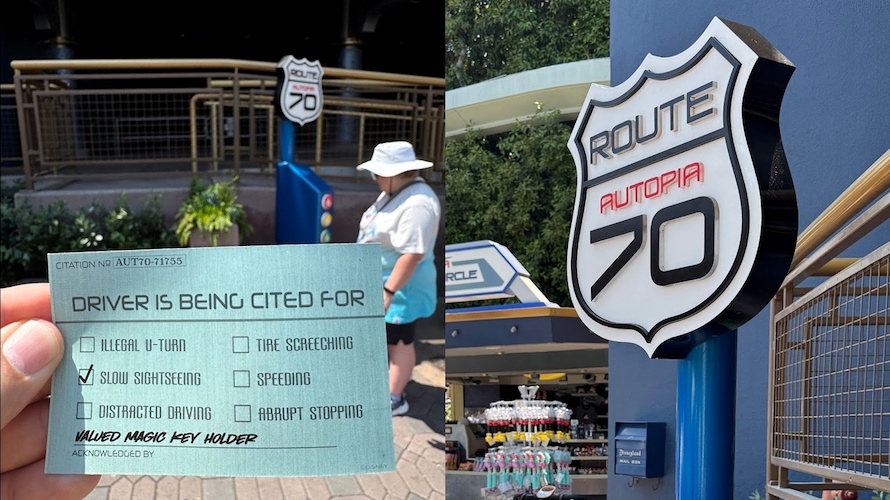 ROUTE
AUTOPIA
70
CITATION Nº AUT70-71755
DRIVER IS BEING CITED FOR
ILLEGAL U-TURN
TIRE SCREECHING
SLOW SIGHTSEEING
SPEEDING
DISTRACTED DRIVING
ABRUPT STOPPING
VALUED MAGIC KEY HOLDER
ACKNOWLEDGED BY
ROUTE
AUTOPIA
70
CIRCLE
Disneyland
MAIL BOX